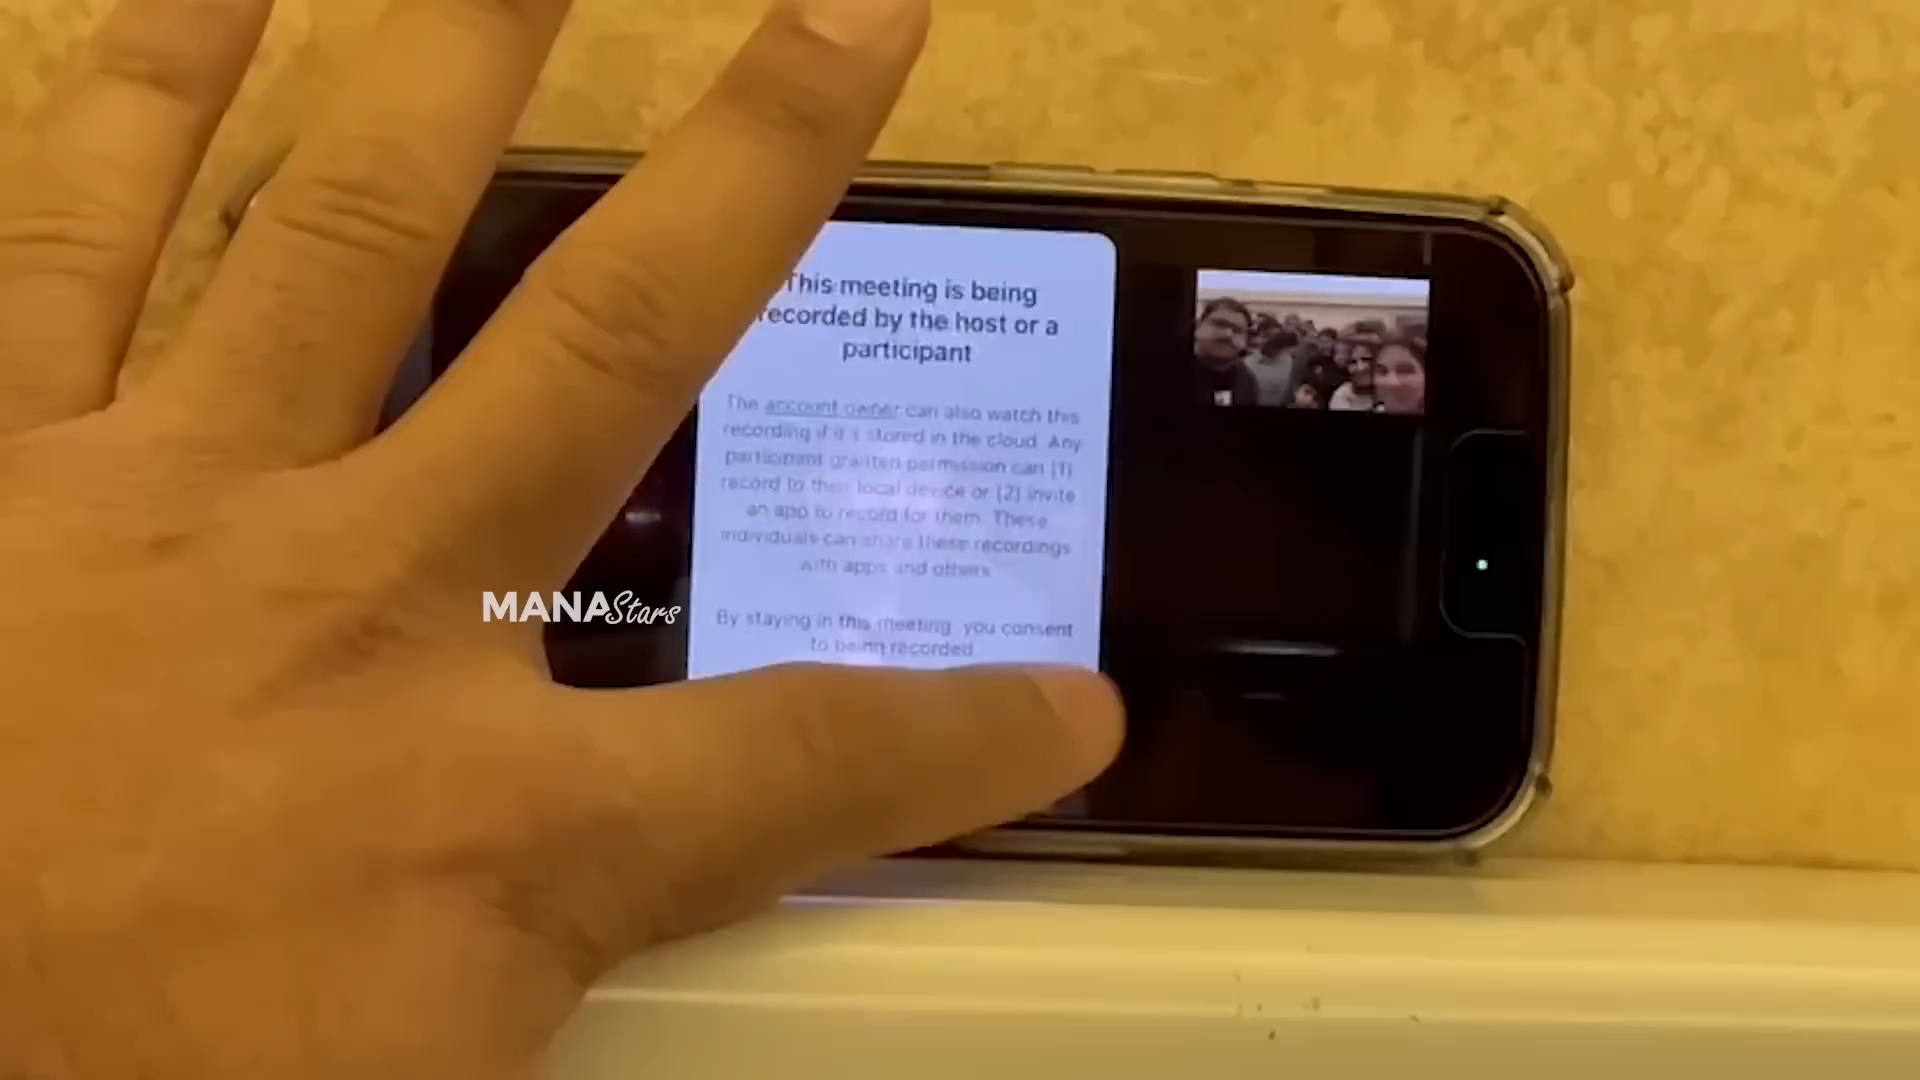 This meeting is being
recorded by the host or a
participant
The account owner can also watch this
recording if it's stored in the cloud. Any
participant granted permission can (1)
record to their local device or (2) invite
an app to record for them. These
individuals can share these recordings
with apps and others.
By staying in this meeting, you consent
to being recorded.
MANAStars